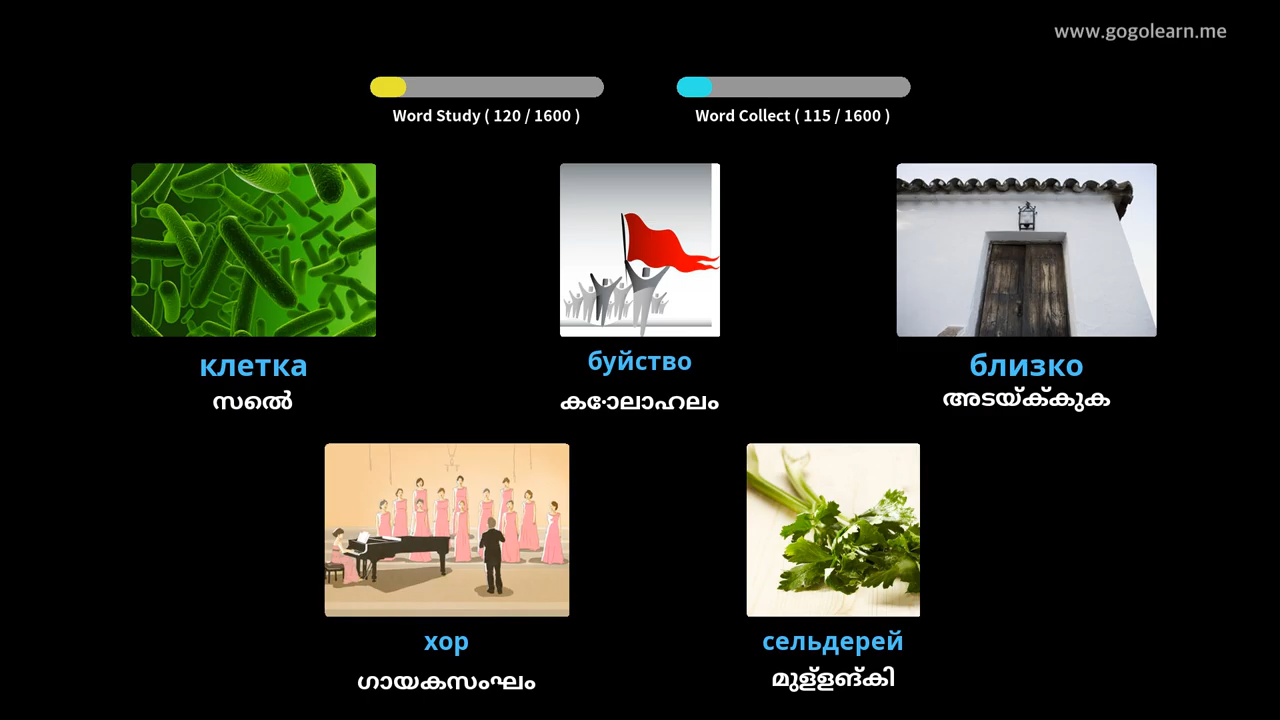 www.gogolearn.me
Word Study ( 120 / 1600 )
Word Collect ( 115 / 1600 )
клетка
буйство
близко
സൽെ
കോലാഹലം
അടയ്ക്കുക
хор
сельдерей
ഗായകസംഘം
മുള്ളങ്കി